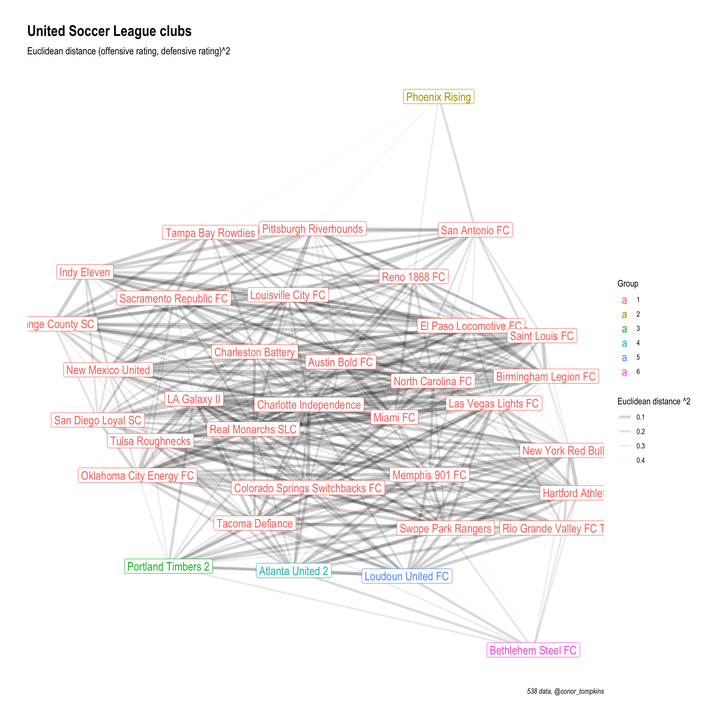 United Soccer League clubs
Euclidean distance (offensive rating, defensive rating)^2
Phoenix Rising
Tampa Bay Rowdies
Pittsburgh Riverhounds
San Antonio FC
Indy Eleven
Reno 1868 FC
Sacramento Republic FC
Louisville City FC
ange County SC
El Paso Locomotive FC
Saint Louis FC
Charleston Battery
Austin Bold FC
New Mexico United
North Carolina FC
Birmingham Legion FC
LA Galaxy II
Charlotte Independence
Las Vegas Lights FC
San Diego Loyal SC
Miami FC
Real Monarchs SLC
Tulsa Roughnecks
New York Red Bull
Oklahoma City Energy FC
Memphis 901 FC
Colorado Springs Switchbacks FC
Hartford Athlet
Tacoma Defiance
Swope Park Rangers
Rio Grande Valley FC T
Portland Timbers 2
Atlanta United 2
Loudoun United FC
Bethlehem Steel FC
Group
a 1
a 2
a 3
a 4
a 5
a 6
Euclidean distance ^2
0.1
0.2
0.3
0.4
538 data, @conor_tompkins